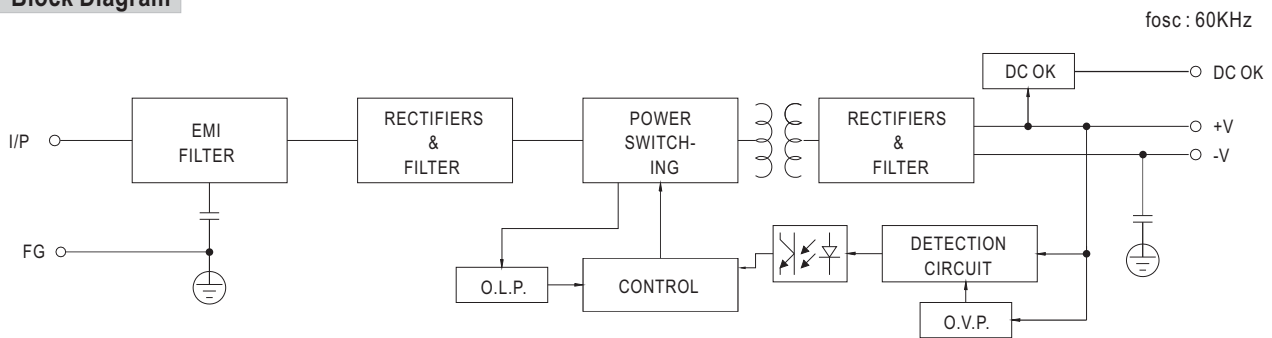 Block Diagram
fosc : 60KHz
DC OK
DC OK
I/P
EMI
FILTER
RECTIFIERS
&
FILTER
POWER
SWITCH-
ING
RECTIFIERS
&
FILTER
+V
-V
FG
O.L.P.
CONTROL
DETECTION
CIRCUIT
O.V.P.